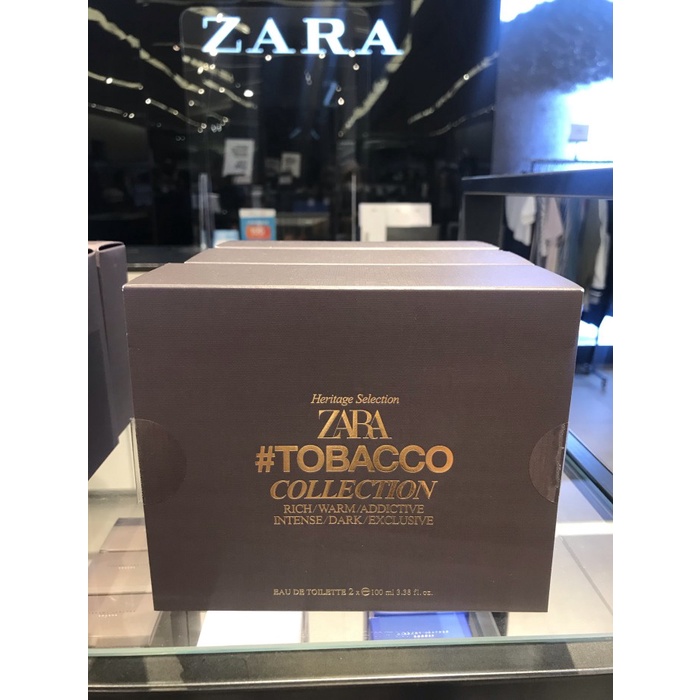 ZARA
Heritage Selection
ZARA
#TOBACCO
COLLECTION
RICH/WARM/ADDICTIVE
INTENSE/DARK/EXCLUSIVE
EAU DE TOILETTE 2 x ℮ 100 ml 3.38 fl. oz.